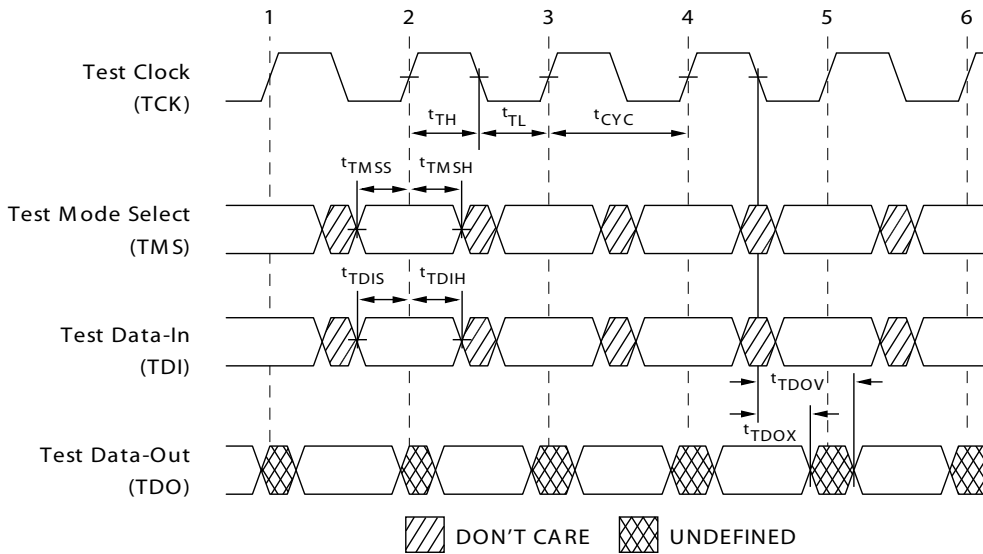 1 2 3 4 5 6
Test Clock
(TCK)
tTH tTL tCYC
tTMSS tTMSH
Test Mode Select
(TMS)
tTDIS tTDIH
Test Data-In
(TDI)
tTDOV
tTDOX
Test Data-Out
(TDO)
DON'T CARE UNDEFINED